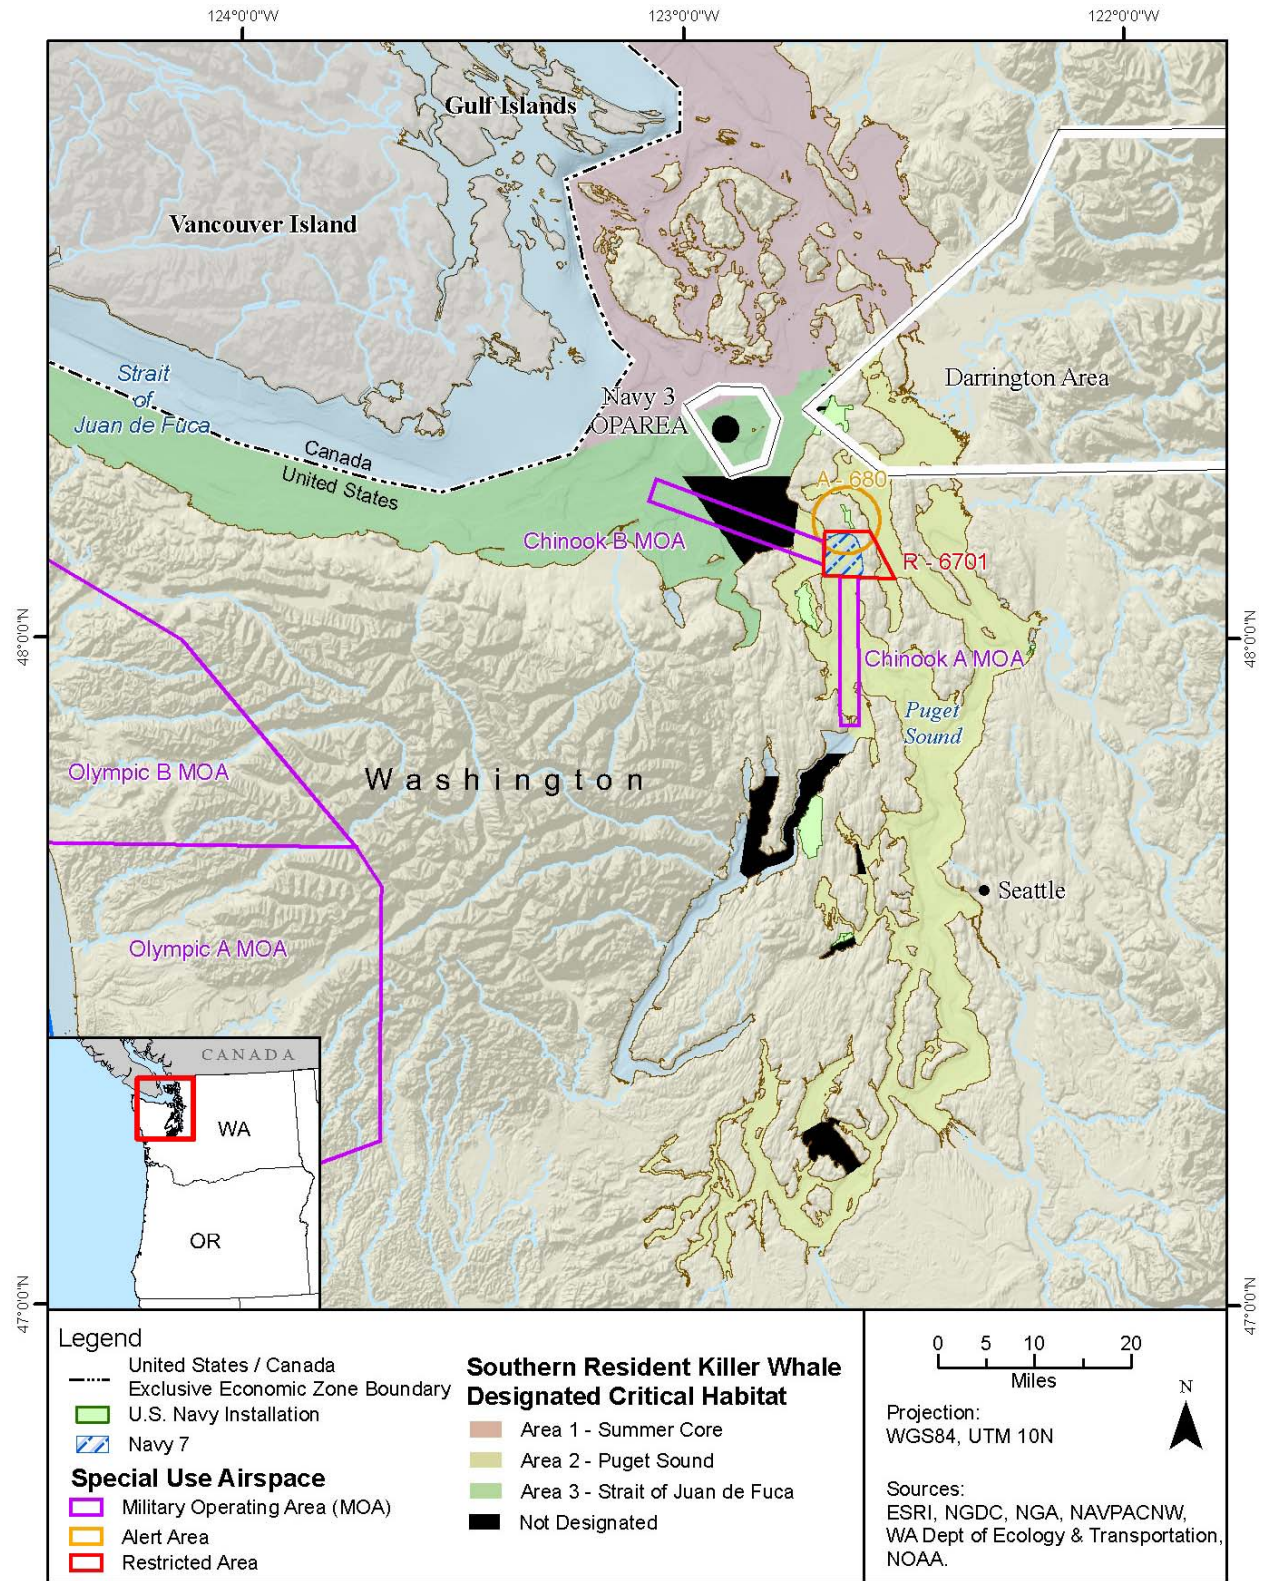 124°0'0"W
123°0'0"W
122°0'0"W
Gulf Islands
Vancouver Island
Strait
of
Juan de Fuca
Navy 3
OPAREA
Darrington Area
Canada
United States
A - 680
Chinook B MOA
R - 6701
48°0'0"N
48°0'0"N
Chinook A MOA
Puget
Sound
Olympic B MOA
Washington
Seattle
Olympic A MOA
CANADA
WA
OR
47°0'0"N
47°0'0"N
Legend
United States / Canada
Exclusive Economic Zone Boundary
U.S. Navy Installation
Navy 7
Special Use Airspace
Military Operating Area (MOA)
Alert Area
Restricted Area
Southern Resident Killer Whale
Designated Critical Habitat
Area 1 - Summer Core
Area 2 - Puget Sound
Area 3 - Strait of Juan de Fuca
Not Designated
0 5 10 20
Miles
N
Projection:
WGS84, UTM 10N
Sources:
ESRI, NGDC, NGA, NAVPACNW,
WA Dept of Ecology & Transportation,
NOAA.